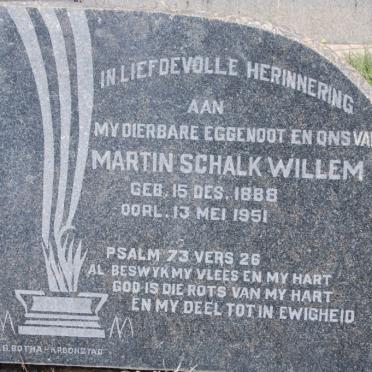 IN LIEFDEVOLLE HERINNERING
AAN
MY DIERBARE EGGENOOT EN ONS VA
MARTIN SCHALK WILLEM
GEB. 15 DES. 1888
OORL. 13 MEI 1951
PSALM 73 VERS 26
AL BESWYK MY VLEES EN MY HART
GOD IS DIE ROTS VAN MY HART
EN MY DEEL TOT IN EWIGHEID
BOTHA - KROONSTAD